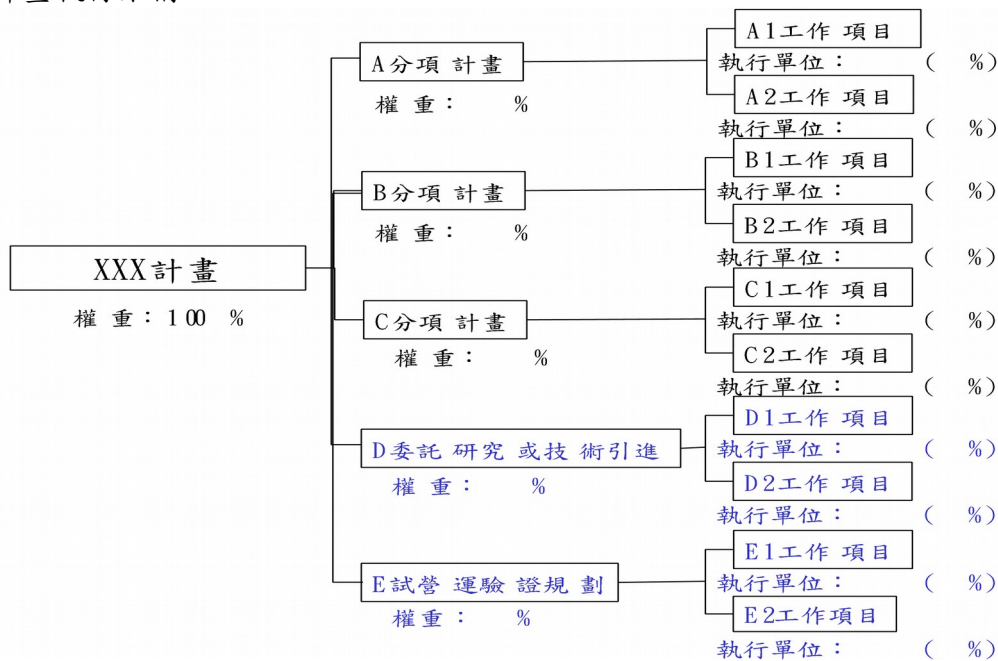 A分項計畫
權重： %
A1工作項目
執行單位： ( %)
A2工作項目
執行單位： ( %)
B分項計畫
權重： %
B1工作項目
執行單位： ( %)
B2工作項目
執行單位： ( %)
XXX計畫
權重：100 %
C分項計畫
權重： %
C1工作項目
執行單位： ( %)
C2工作項目
執行單位： ( %)
D委託研究或技術引進
權重： %
D1工作項目
執行單位： ( %)
D2工作項目
執行單位： ( %)
E試營運驗證規劃
權重： %
E1工作項目
執行單位： ( %)
E2工作項目
執行單位： ( %)